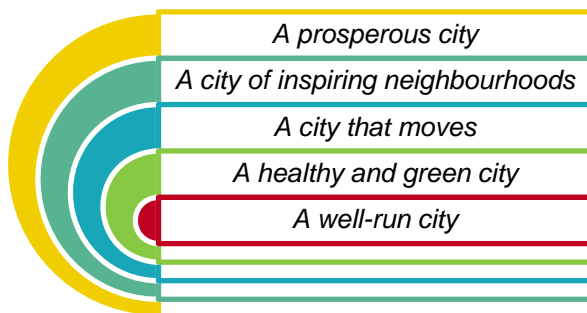 A prosperous city
A city of inspiring neighbourhoods
A city that moves
A healthy and green city
A well-run city